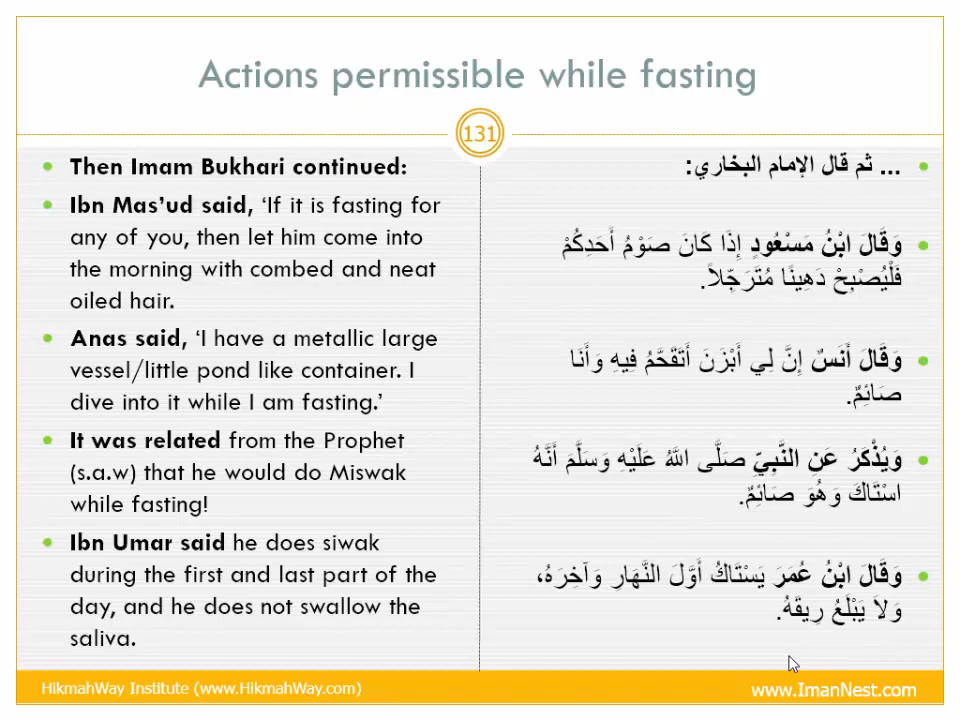 Actions permissible while fasting
131
Then Imam Bukhari continued:
Ibn Mas’ud said, ‘If it is fasting for
any of you, then let him come into
the morning with combed and neat
oiled hair.
Anas said, ‘I have a metallic large
vessel/little pond like container. I
dive into it while I am fasting.’
It was related from the Prophet
(s.a.w) that he would do Miswak
while fasting!
Ibn Umar said he does siwak
during the first and last part of the
day, and he does not swallow the
saliva.
... ثم قال الإمام البخاري:
وَقَالَ ابْنُ مَسْعُودٍ إِذَا كَانَ صَوْمُ أَحَدِكُمْ
فَلْيُصْبِحْ دَهِينًا مُتَرَجِّلاً.
وَقَالَ أَنَسٌ إِنَّ لِي أَبْزَنَ أَتَقَحَّمُ فِيهِ وَأَنَا
صَائِمٌ.
وَيُذْكَرُ عَنِ النَّبِيِّ صَلَّى اللَّهُ عَلَيْهِ وَسَلَّمَ أَنَّهُ
اسْتَاكَ وَهُوَ صَائِمٌ.
وَقَالَ ابْنُ عُمَرَ يَسْتَاكُ أَوَّلَ النَّهَارِ وَآخِرَهُ،
وَلاَ يَبْلَعُ رِيقَهُ.
HikmahWay Institute (www.HikmahWay.com)
www.ImanNest.com